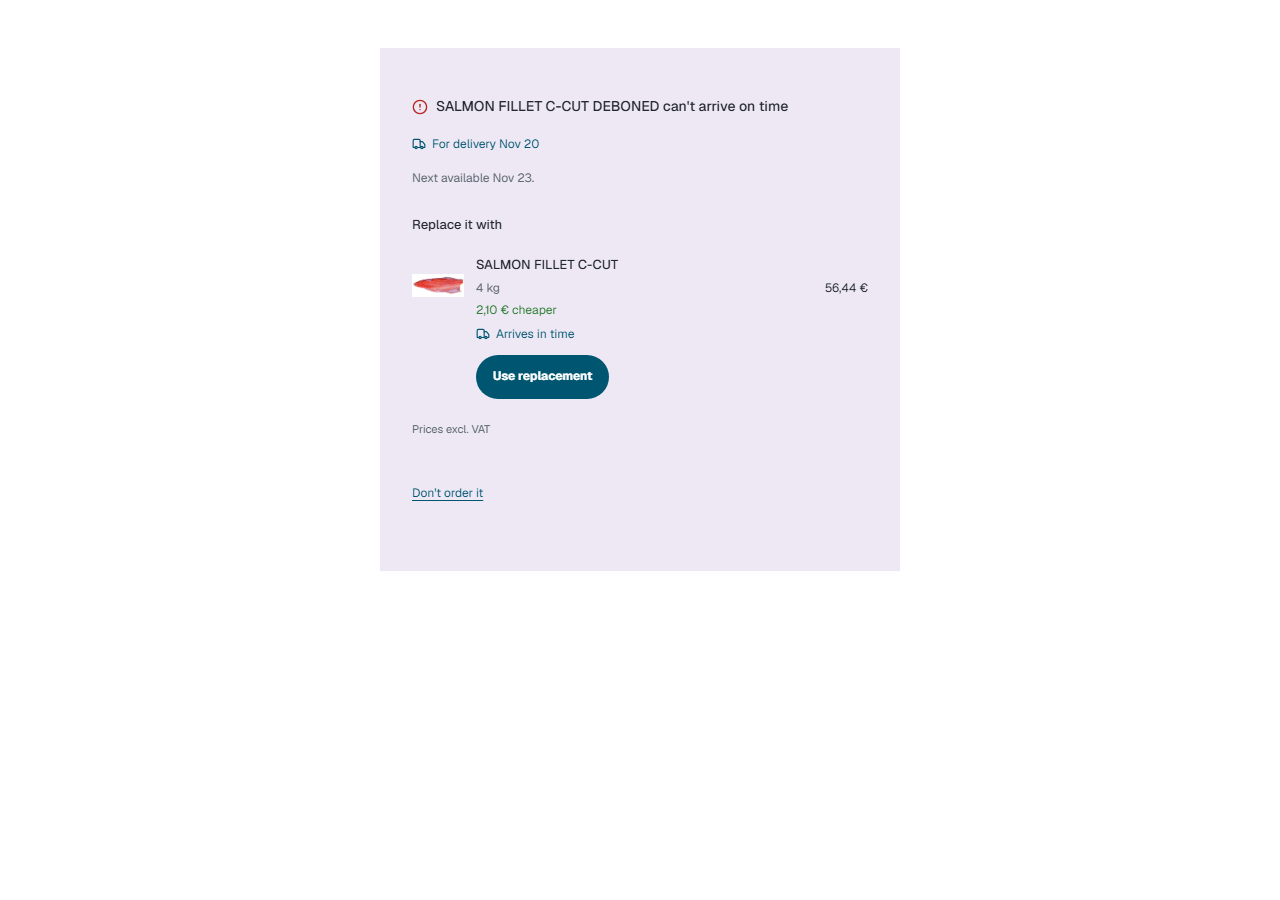 SALMON FILLET C-CUT DEBONED can't arrive on time
For delivery Nov 20
Next available Nov 23.
Replace it with
SALMON FILLET C-CUT
4 kg
56,44 €
2,10 € cheaper
Arrives in time
Use replacement
Prices excl. VAT
Don't order it